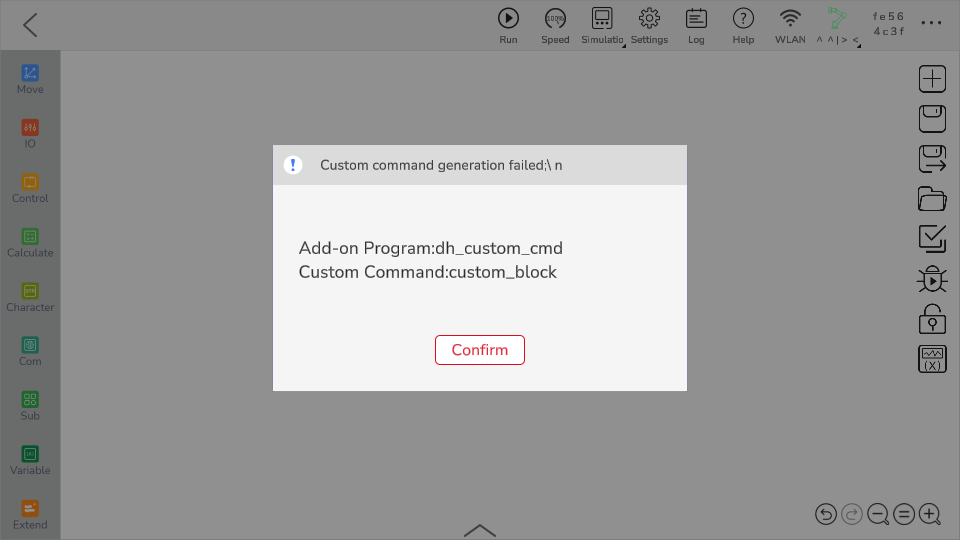 Run
100%
Speed
Simulatio
Settings
Log
?
Help
WLAN
^ ^ | > <
fe56
4c3f
Move
IO
Control
Calculate
Character
Com
Sub
Variable
Extend
Custom command generation failed;\ n
Add-on Program:dh_custom_cmd
Custom Command:custom_block
Confirm
(X)